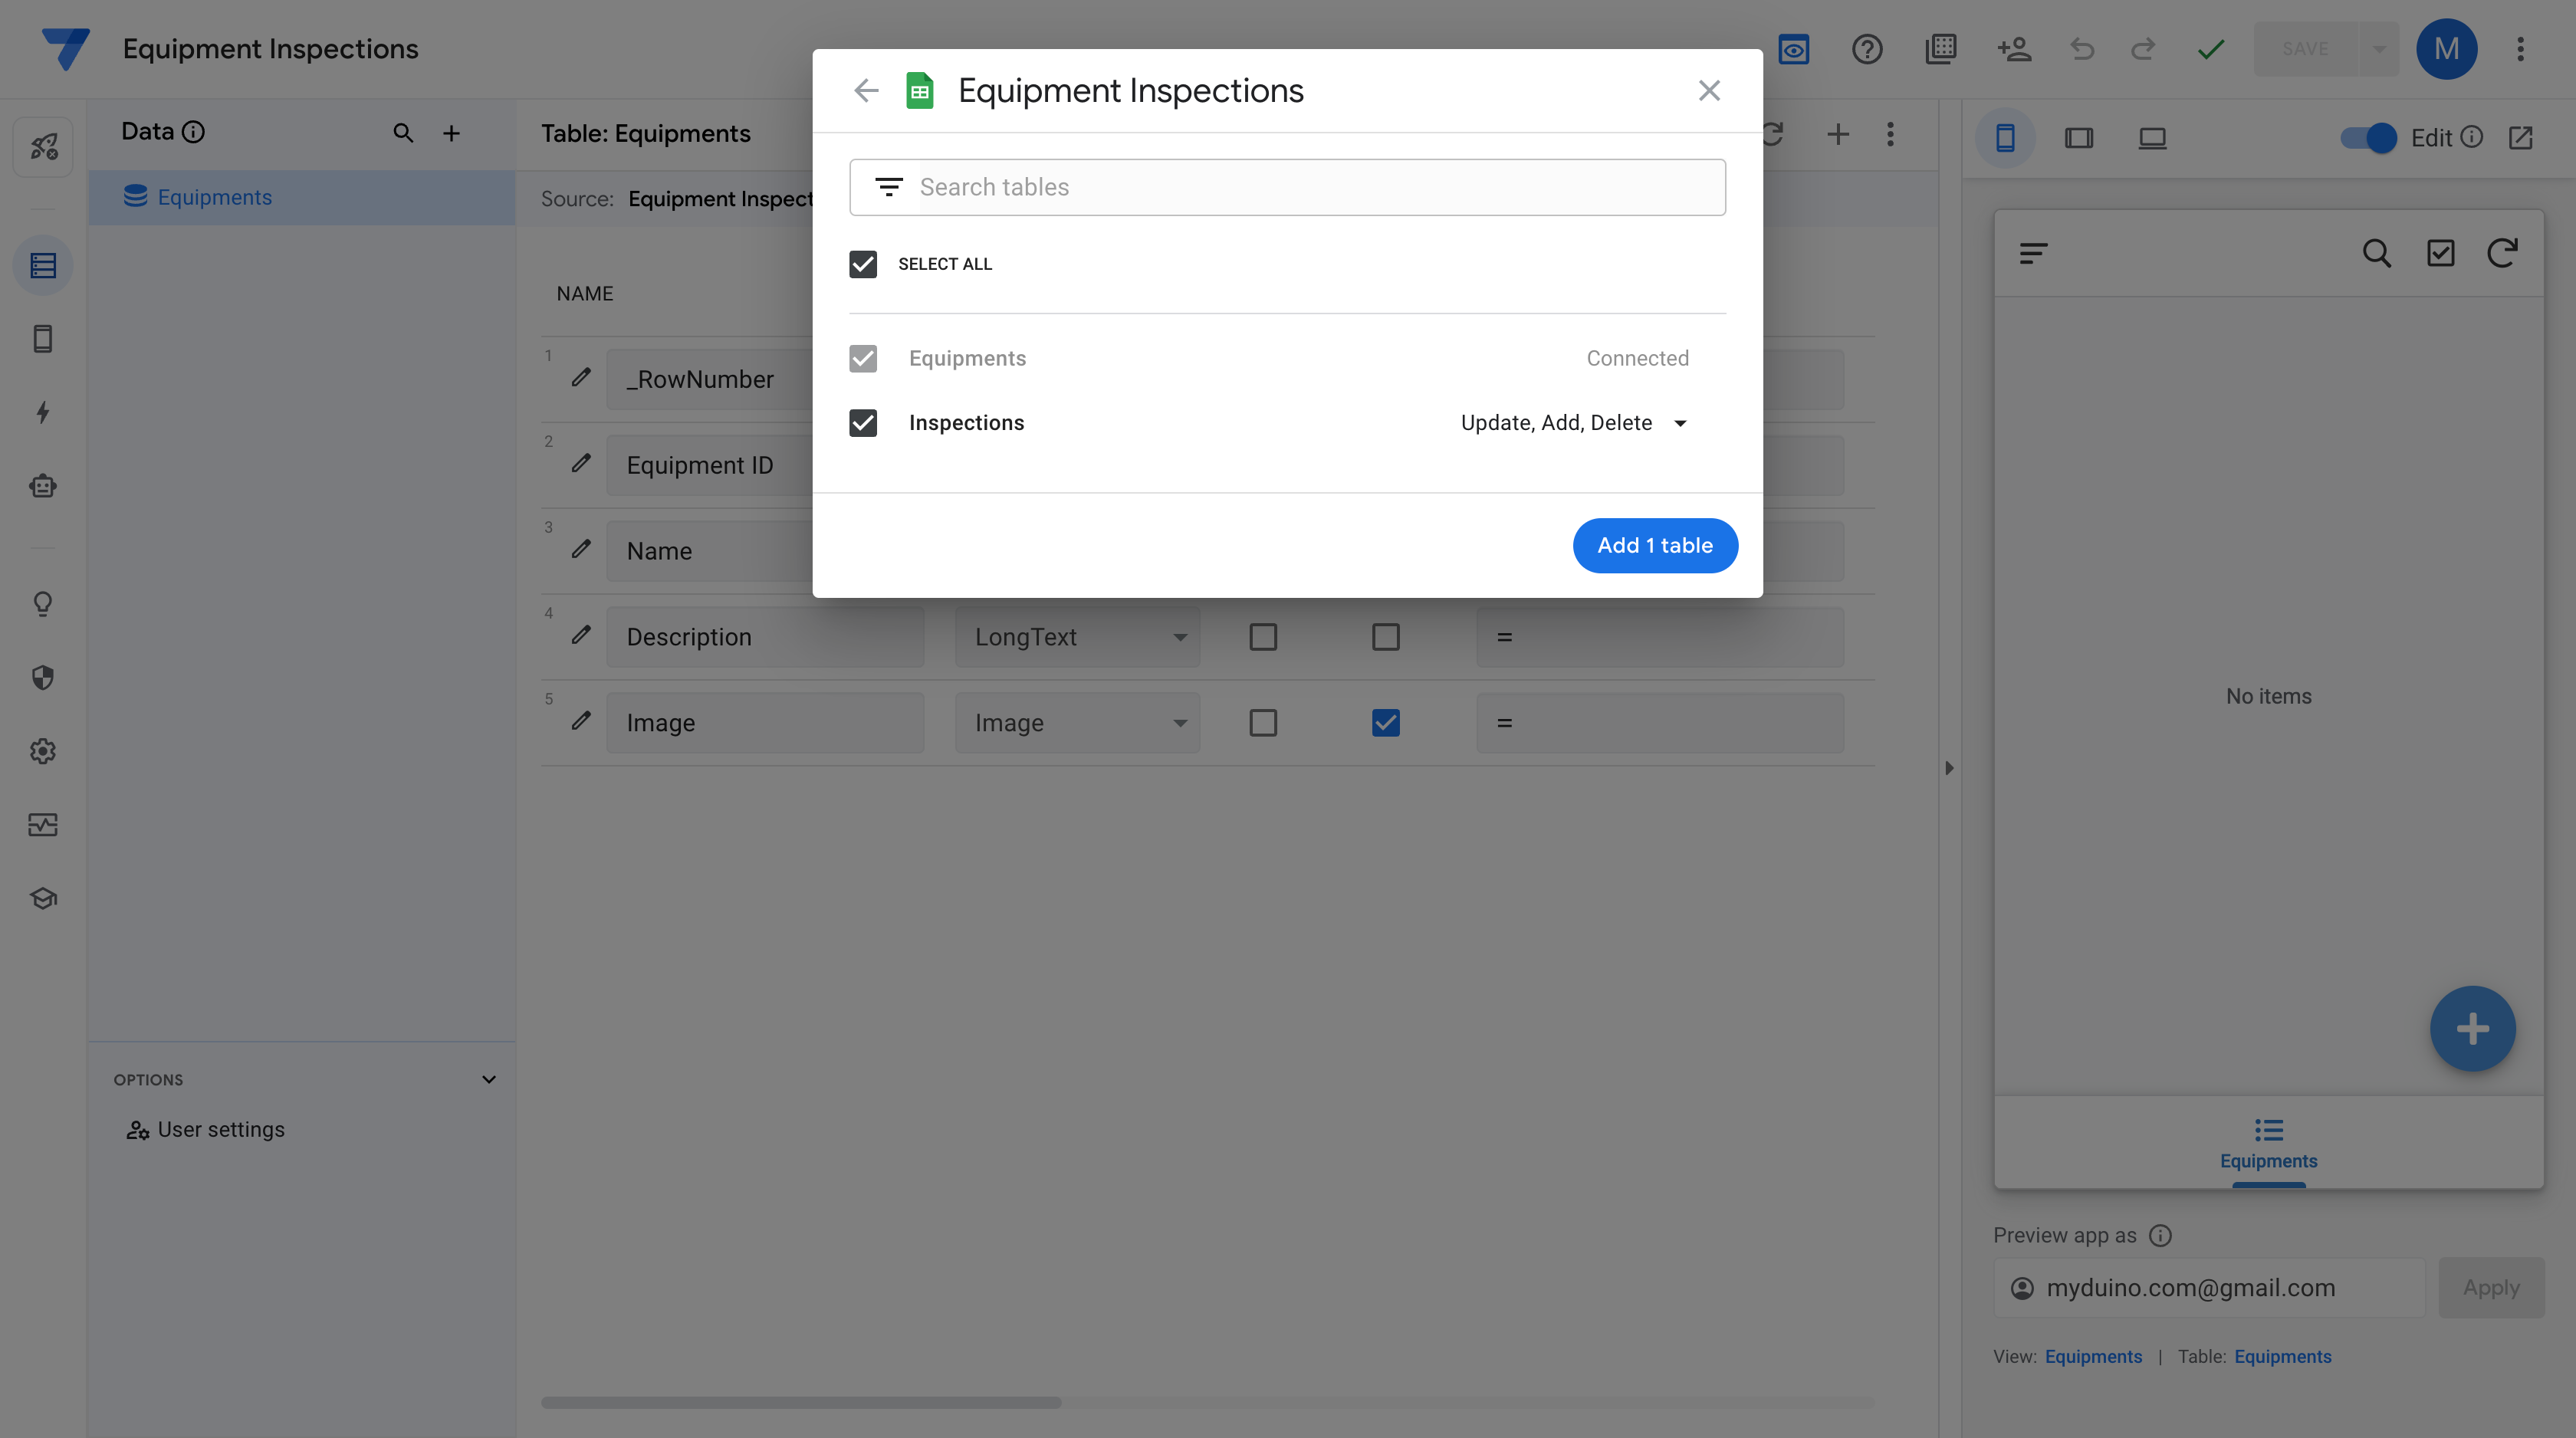 Equipment Inspections
SAVE
M
Data
Equipments
Table: Equipments
Source: Equipment Inspect
NAME
1
_RowNumber
2
Equipment ID
3
Name
4
Description
LongText
=
5
Image
Image
=
Equipment Inspections
Search tables
SELECT ALL
Equipments
Connected
Inspections
Update, Add, Delete
Add 1 table
OPTIONS
User settings
Edit
No items
Equipments
Preview app as
myduino.com@gmail.com
Apply
View: Equipments | Table: Equipments